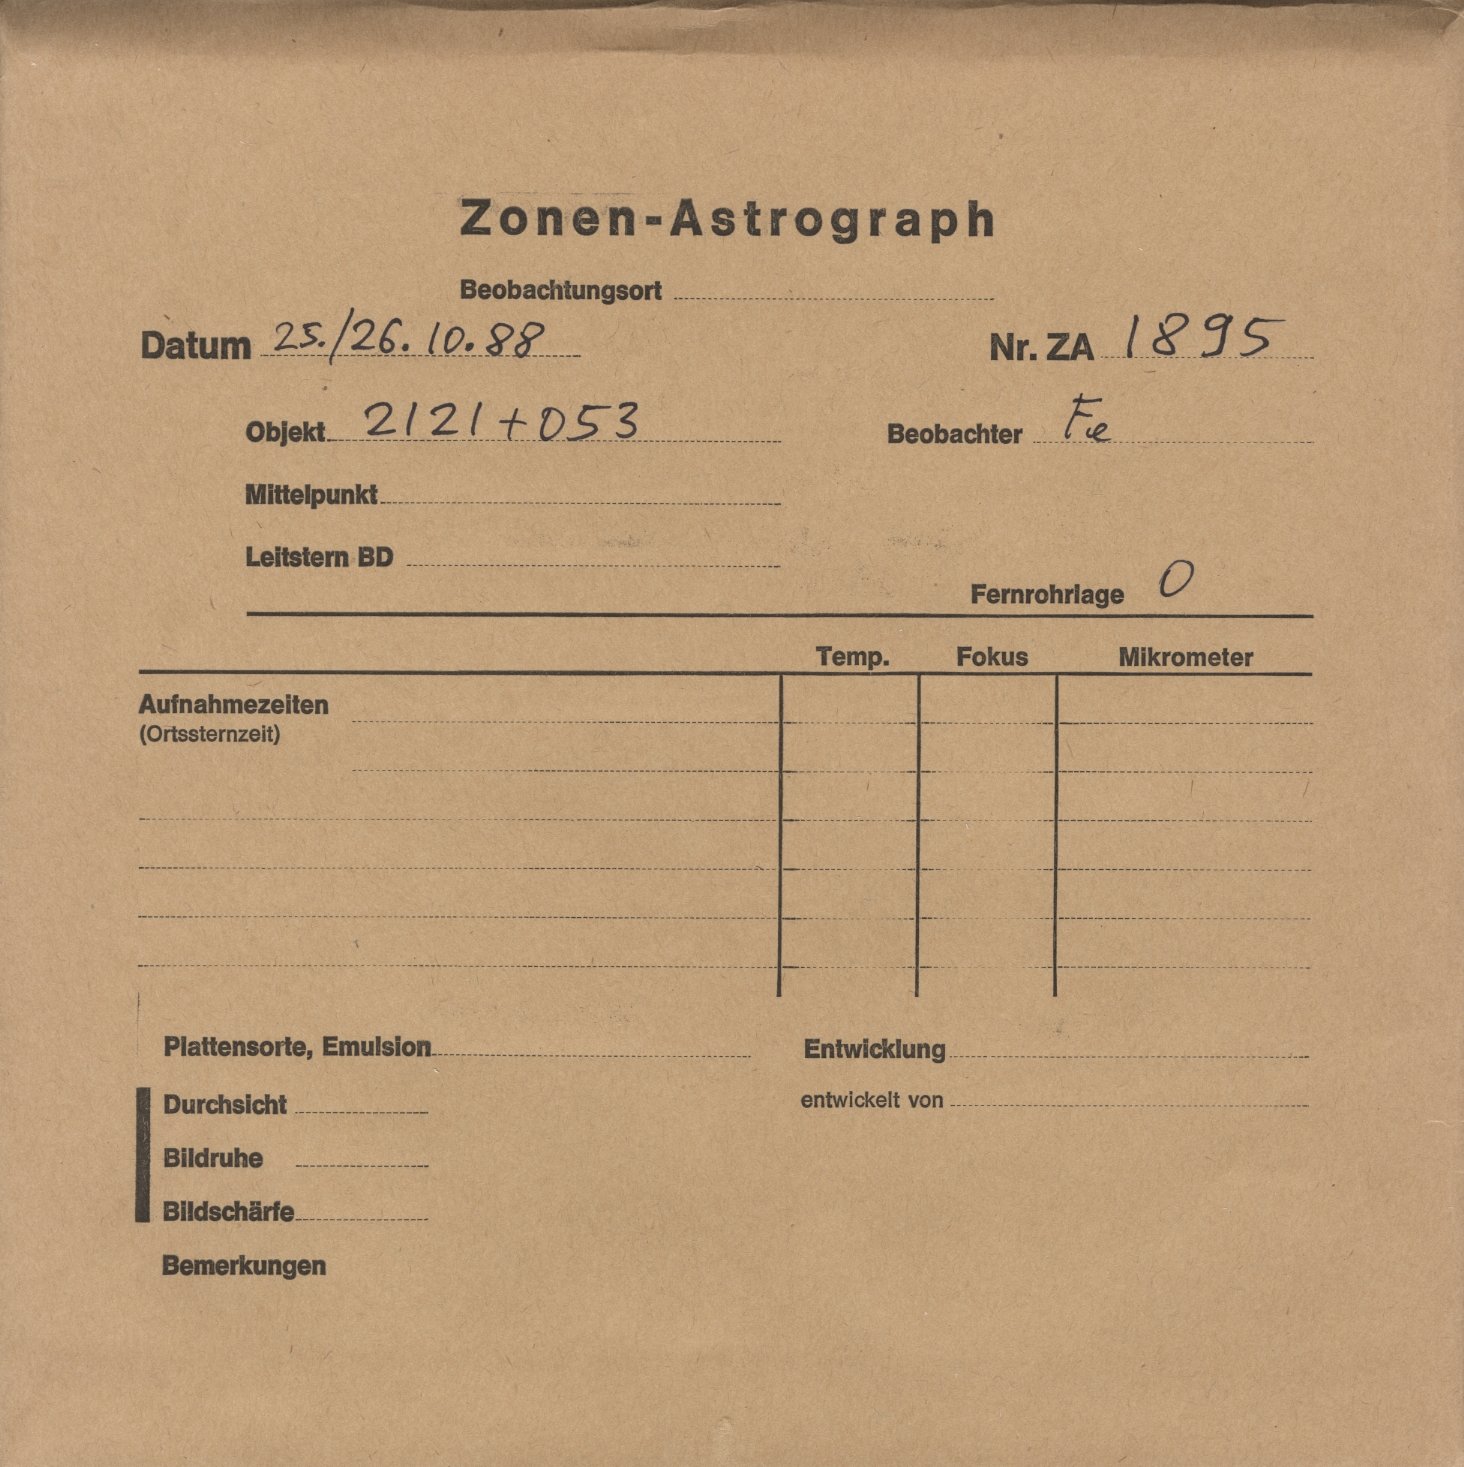 Zonen-Astrograph
Beobachtungsort
Datum 25./26.10.88
Nr. ZA 1895
Objekt 2121+053
Beobachter Fe
Mittelpunkt
Leitstern BD
Fernrohrlage O
Temp. Fokus Mikrometer
Aufnahmezeiten
(Ortssternzeit)
Plattensorte, Emulsion
Entwicklung
Durchsicht
entwickelt von
Bildruhe
Bildschärfe
Bemerkungen